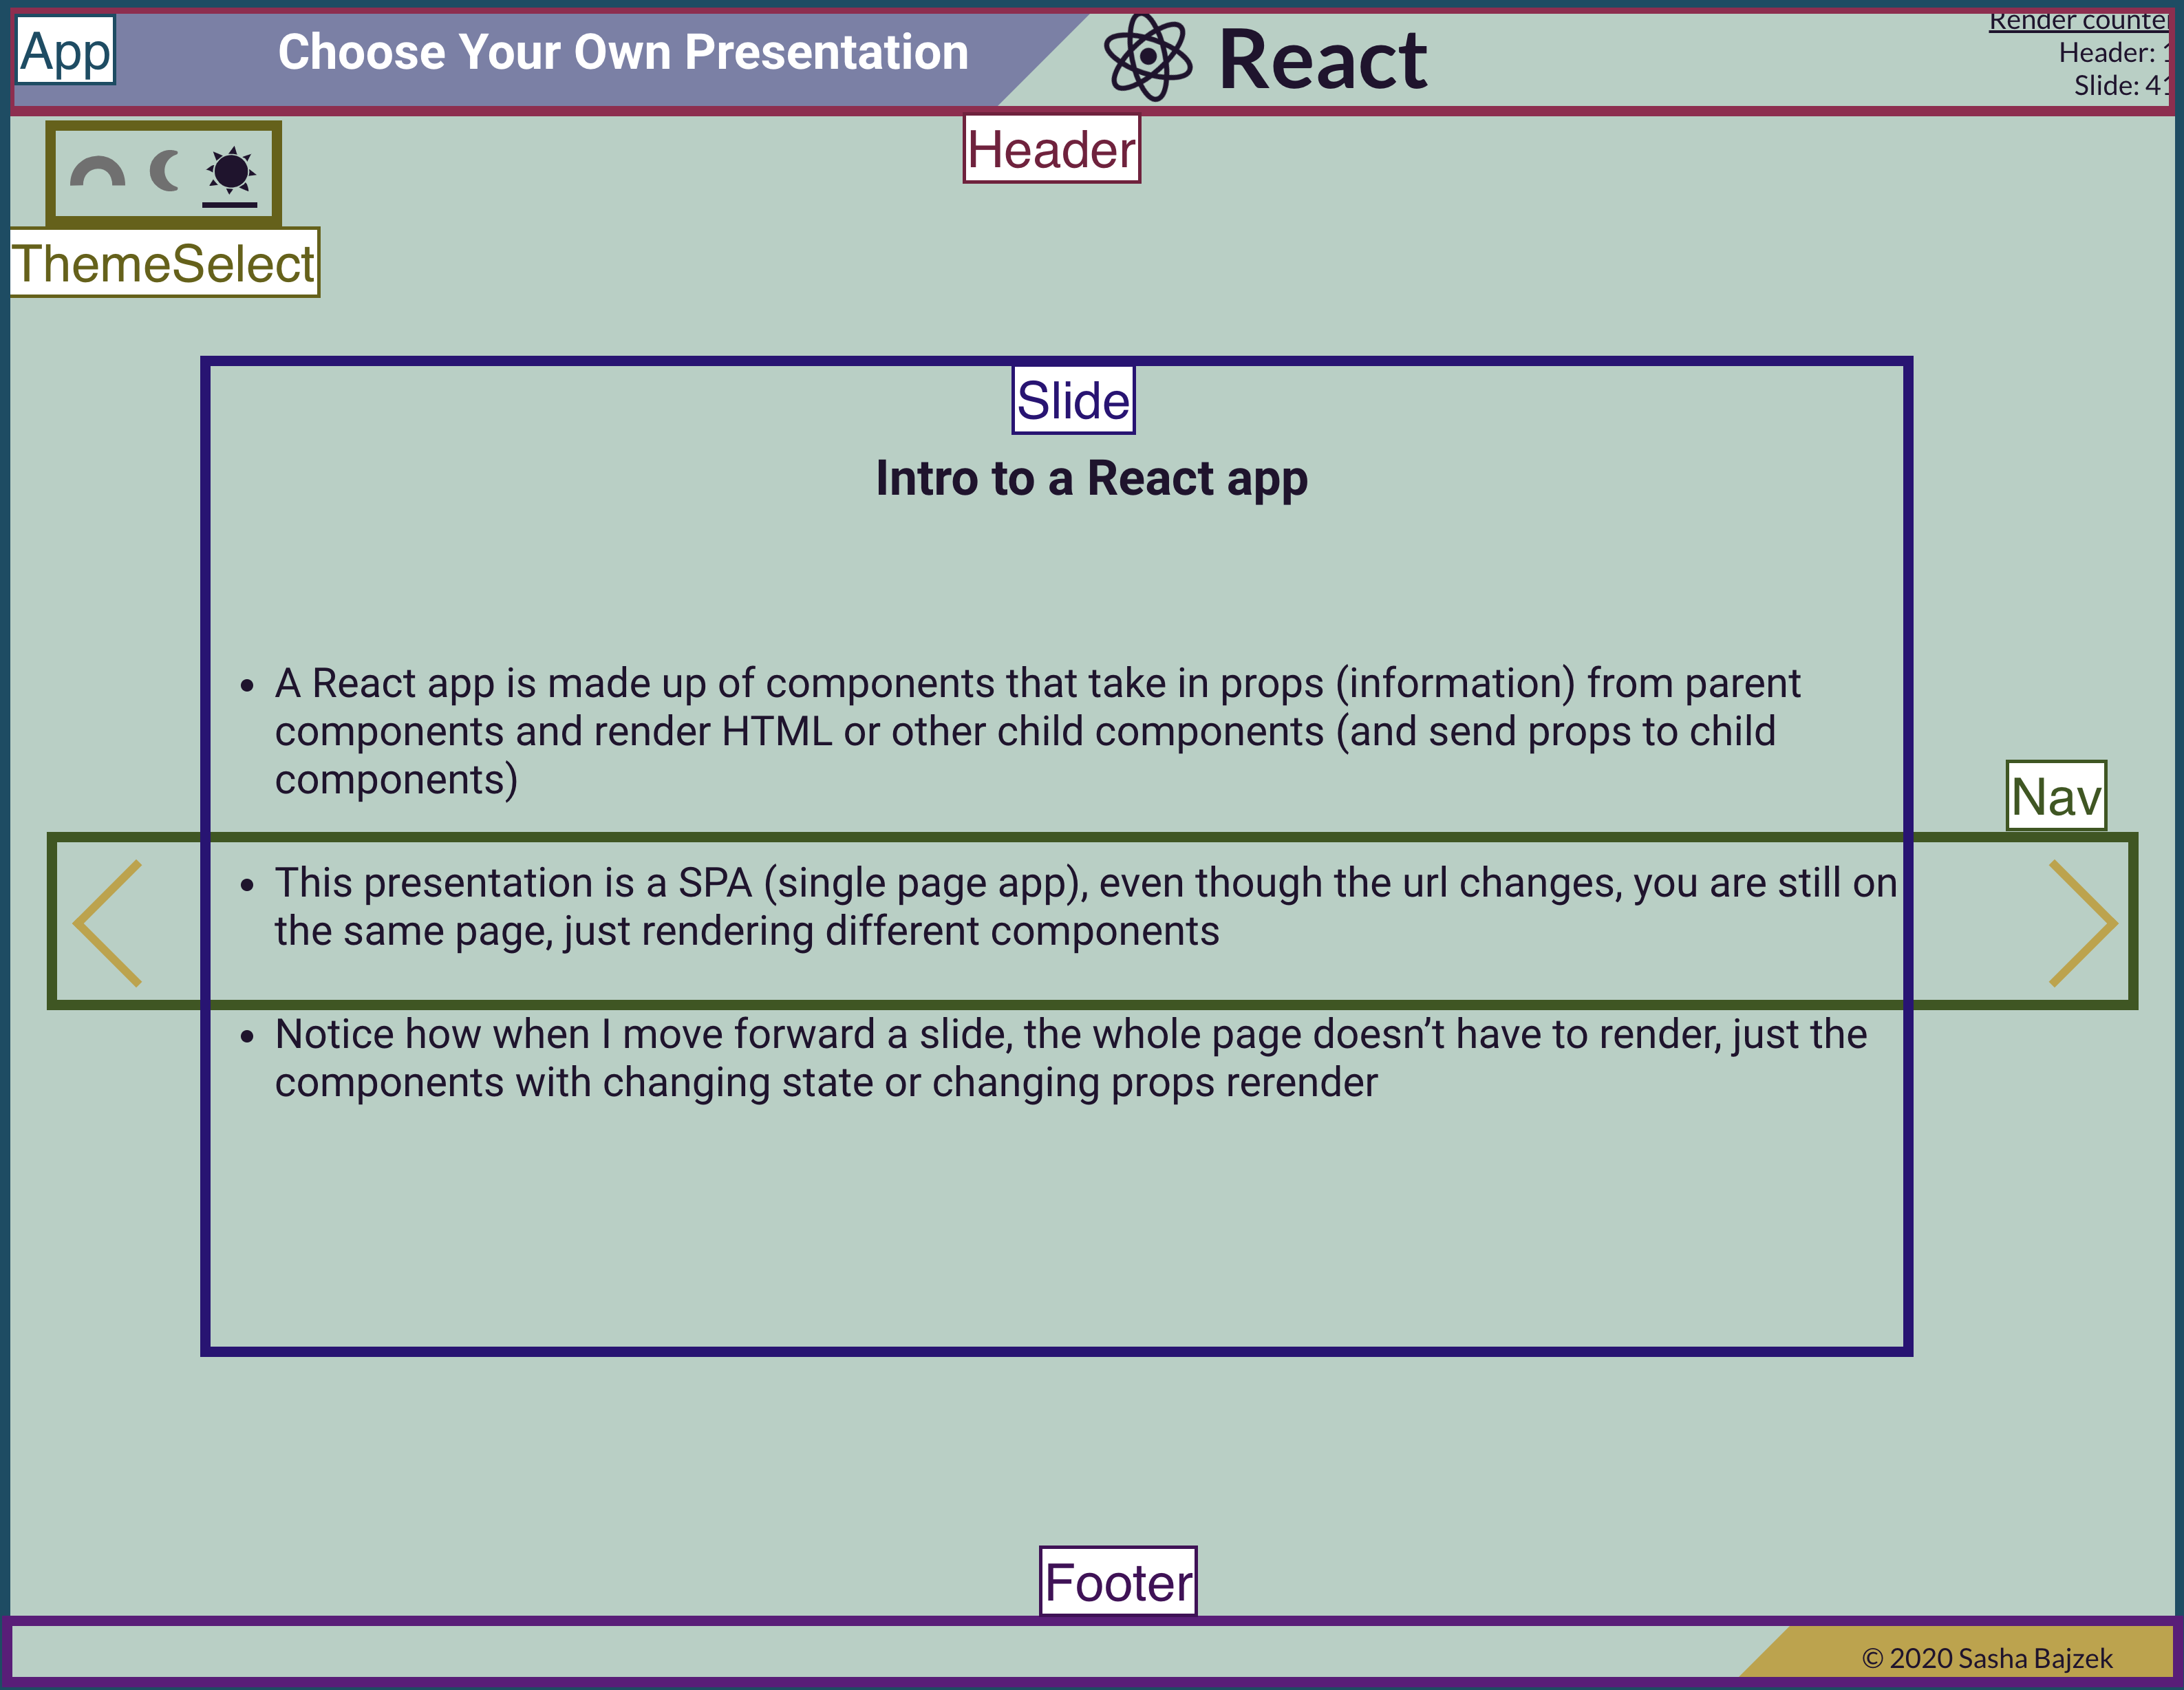 App
Choose Your Own Presentation
React
Render counter
Header: 1
Slide: 41
Header
ThemeSelect
Slide
Intro to a React app
• A React app is made up of components that take in props (information) from parent
components and render HTML or other child components (and send props to child
components)
Nav
• This presentation is a SPA (single page app), even though the url changes, you are still on
the same page, just rendering different components
• Notice how when I move forward a slide, the whole page doesn’t have to render, just the
components with changing state or changing props rerender
Footer
© 2020 Sasha Bajzek